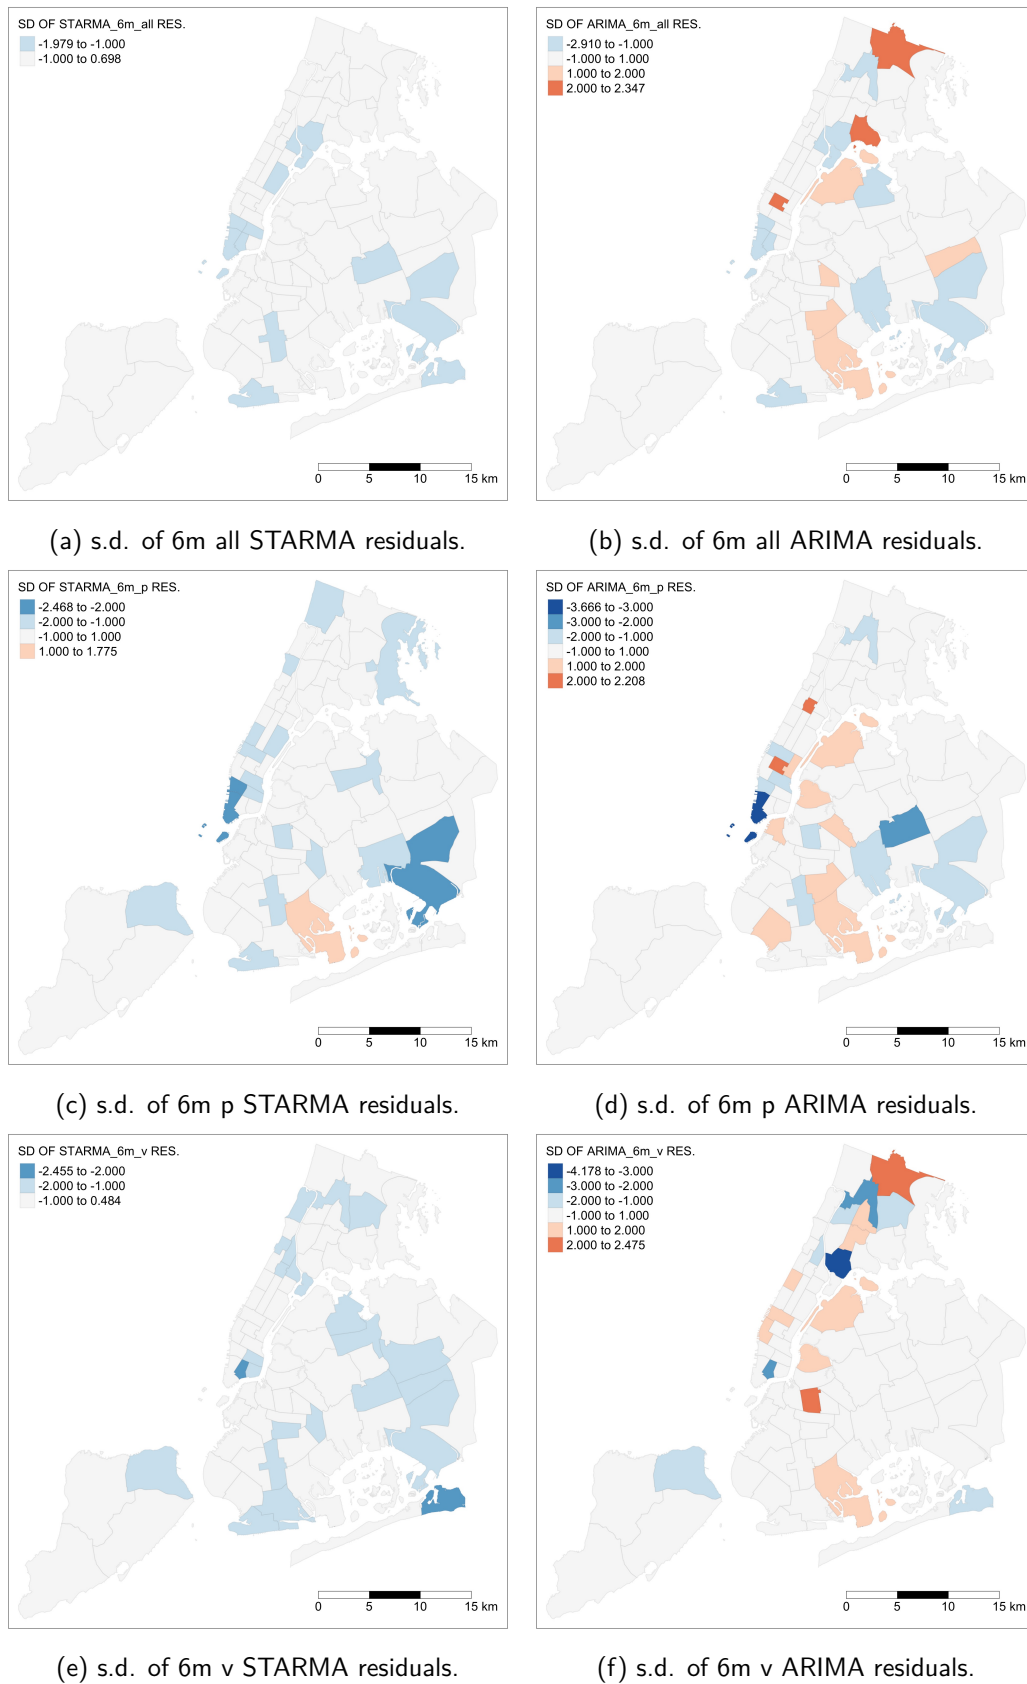 SD OF STARMA_6m_all RES.
-1.979 to -1.000
-1.000 to 0.698
0 5 10 15 km
SD OF ARIMA_6m_all RES.
-2.910 to -1.000
-1.000 to 1.000
1.000 to 2.000
2.000 to 2.347
0 5 10 15 km
(a) s.d. of 6m all STARMA residuals.
(b) s.d. of 6m all ARIMA residuals.
SD OF STARMA_6m_p RES.
-2.468 to -2.000
-2.000 to -1.000
-1.000 to 1.000
1.000 to 1.775
0 5 10 15 km
SD OF ARIMA_6m_p RES.
-3.666 to -3.000
-3.000 to -2.000
-2.000 to -1.000
-1.000 to 1.000
1.000 to 2.000
2.000 to 2.208
0 5 10 15 km
(c) s.d. of 6m p STARMA residuals.
(d) s.d. of 6m p ARIMA residuals.
SD OF STARMA_6m_v RES.
-2.455 to -2.000
-2.000 to -1.000
-1.000 to 0.484
0 5 10 15 km
SD OF ARIMA_6m_v RES.
-4.178 to -3.000
-3.000 to -2.000
-2.000 to -1.000
-1.000 to 1.000
1.000 to 2.000
2.000 to 2.475
0 5 10 15 km
(e) s.d. of 6m v STARMA residuals.
(f) s.d. of 6m v ARIMA residuals.